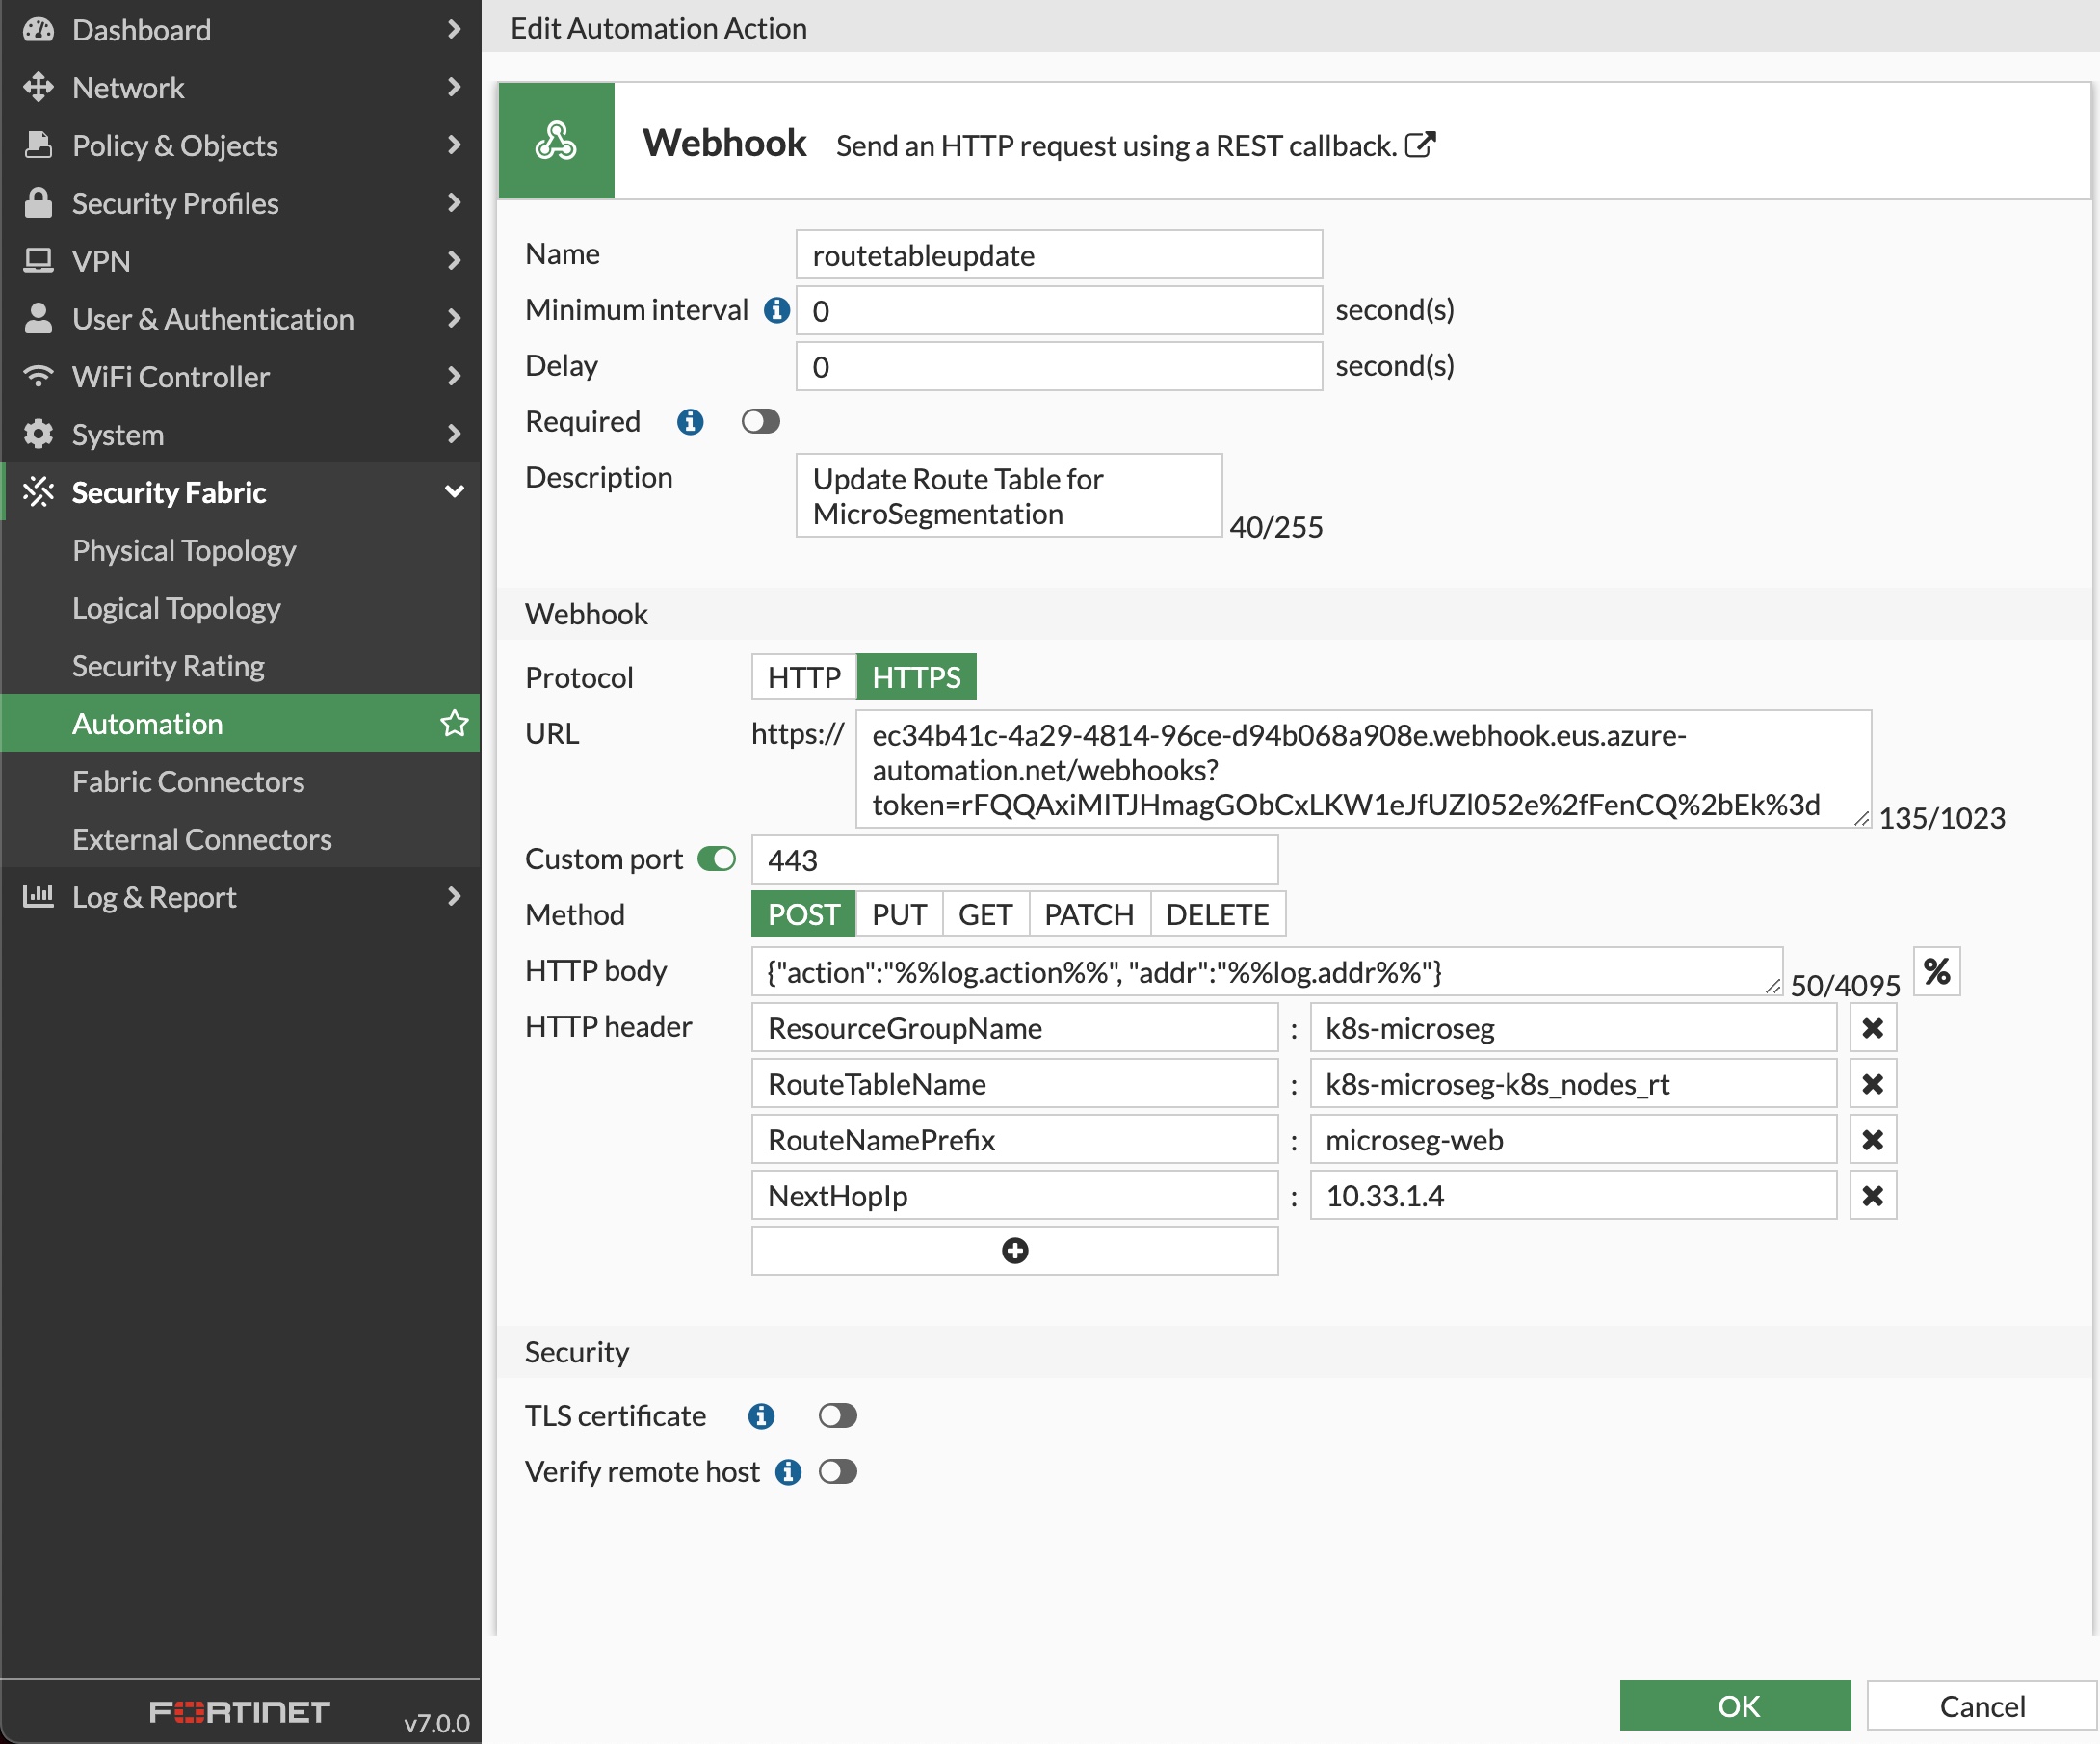 Dashboard
Network
Policy & Objects
Security Profiles
VPN
User & Authentication
WiFi Controller
System
Security Fabric
Physical Topology
Logical Topology
Security Rating
Automation
Fabric Connectors
External Connectors
Log & Report
FORTINET v7.0.0
Edit Automation Action
Webhook Send an HTTP request using a REST callback.
Name routetableupdate
Minimum interval 0 second(s)
Delay 0 second(s)
Required
Description Update Route Table for
MicroSegmentation
40/255
Webhook
Protocol HTTP HTTPS
URL https:// ec34b41c-4a29-4814-96ce-d94b068a908e.webhook.eus.azure-
automation.net/webhooks?
token=rFQQAxiMITJHmagGObCxLKW1eJfUZl052e%2fFenCQ%2bEk%3d
135/1023
Custom port 443
Method POST PUT GET PATCH DELETE
HTTP body {"action":"%%log.action%%", "addr":"%%log.addr%%"} 50/4095 %
HTTP header ResourceGroupName : k8s-microseg
RouteTableName : k8s-microseg-k8s_nodes_rt
RouteNamePrefix : microseg-web
NextHopIp : 10.33.1.4
Security
TLS certificate
Verify remote host
OK Cancel